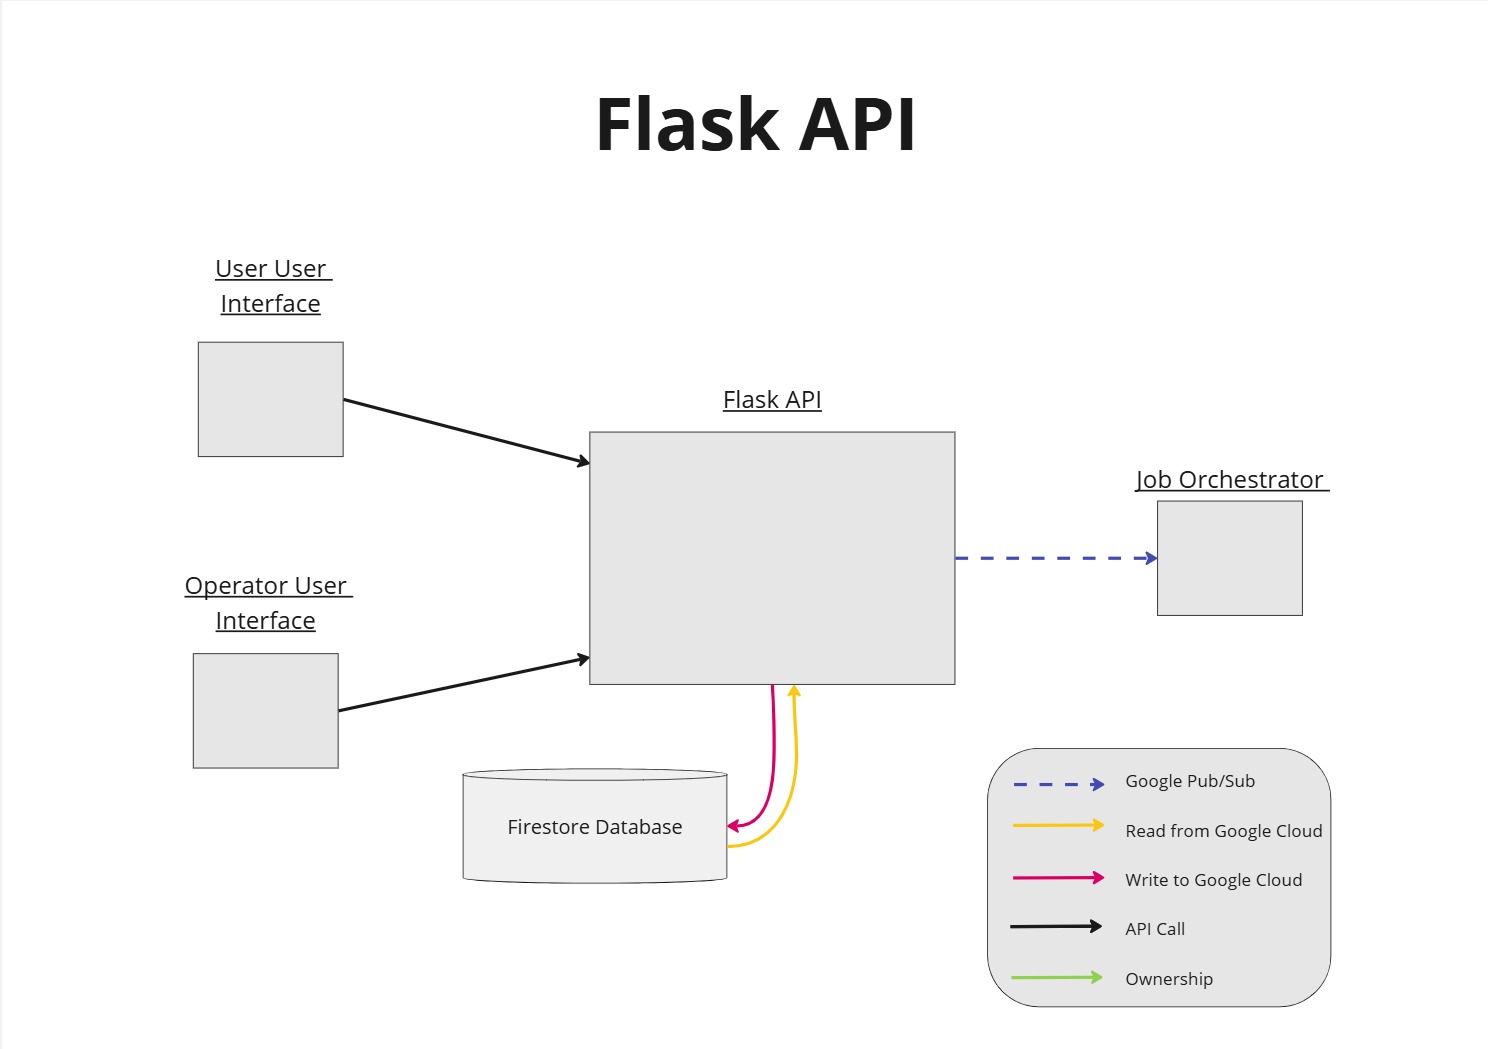 Flask API
User User
Interface
Flask API
Job Orchestrator
Operator User
Interface
Firestore Database
Google Pub/Sub
Read from Google Cloud
Write to Google Cloud
API Call
Ownership